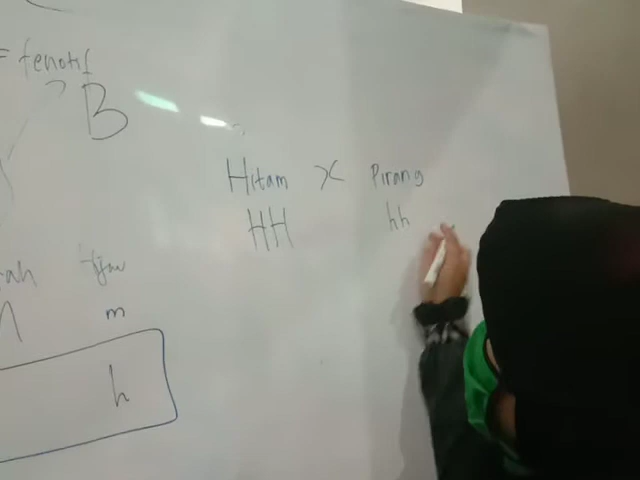 = fenotif
B
Hitam X Pirang
HH hh
m
h